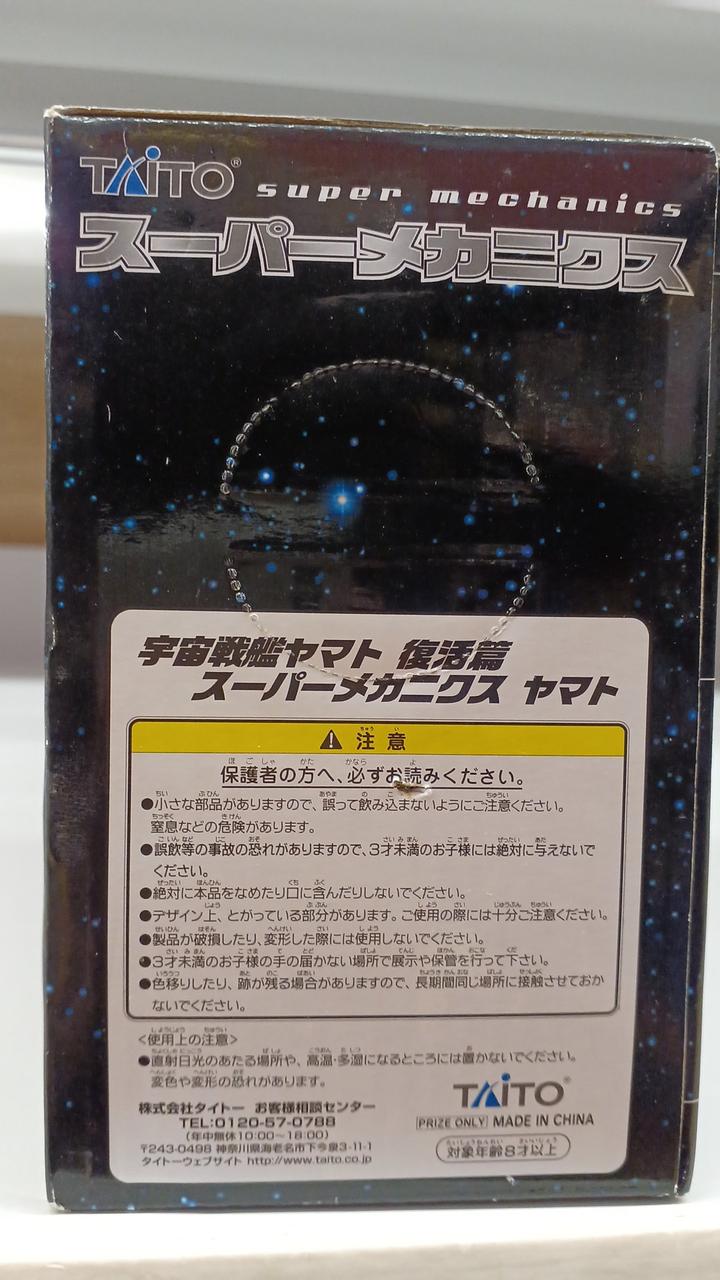 TAITO® super mechanics
スーパーメカニクス
宇宙戦艦ヤマト 復活篇
スーパーメカニクス ヤマト
⚠ 注意
保護者の方へ、必ずお読みください。
●小さな部品がありますので、誤って飲み込まないようにご注意ください。
窒息などの危険があります。
●誤飲等の事故の恐れがありますので、3才未満のお子様には絶対に与えないで
ください。
●絶対に本品をなめたり口に含んだりしないでください。
●デザイン上、とがっている部分があります。ご使用の際には十分ご注意ください。
●製品が破損したり、変形した際には使用しないでください。
●3才未満のお子様の手の届かない場所で展示や保管を行って下さい。
●色移りしたり、跡が残る場合がありますので、長期間同じ場所に接触させておか
ないでください。
<使用上の注意>
●直射日光のあたる場所や、高温・多湿になるところには置かないでください。
変色や変形の恐れがあります。
株式会社タイトー お客様相談センター
TEL:0120-57-0788
(年中無休10:00~18:00)
〒243-0498 神奈川県海老名市下今泉3-11-1
タイトーウェブサイト http://www.taito.co.jp
TAITO®
PRIZE ONLY MADE IN CHINA
対象年齢8才以上